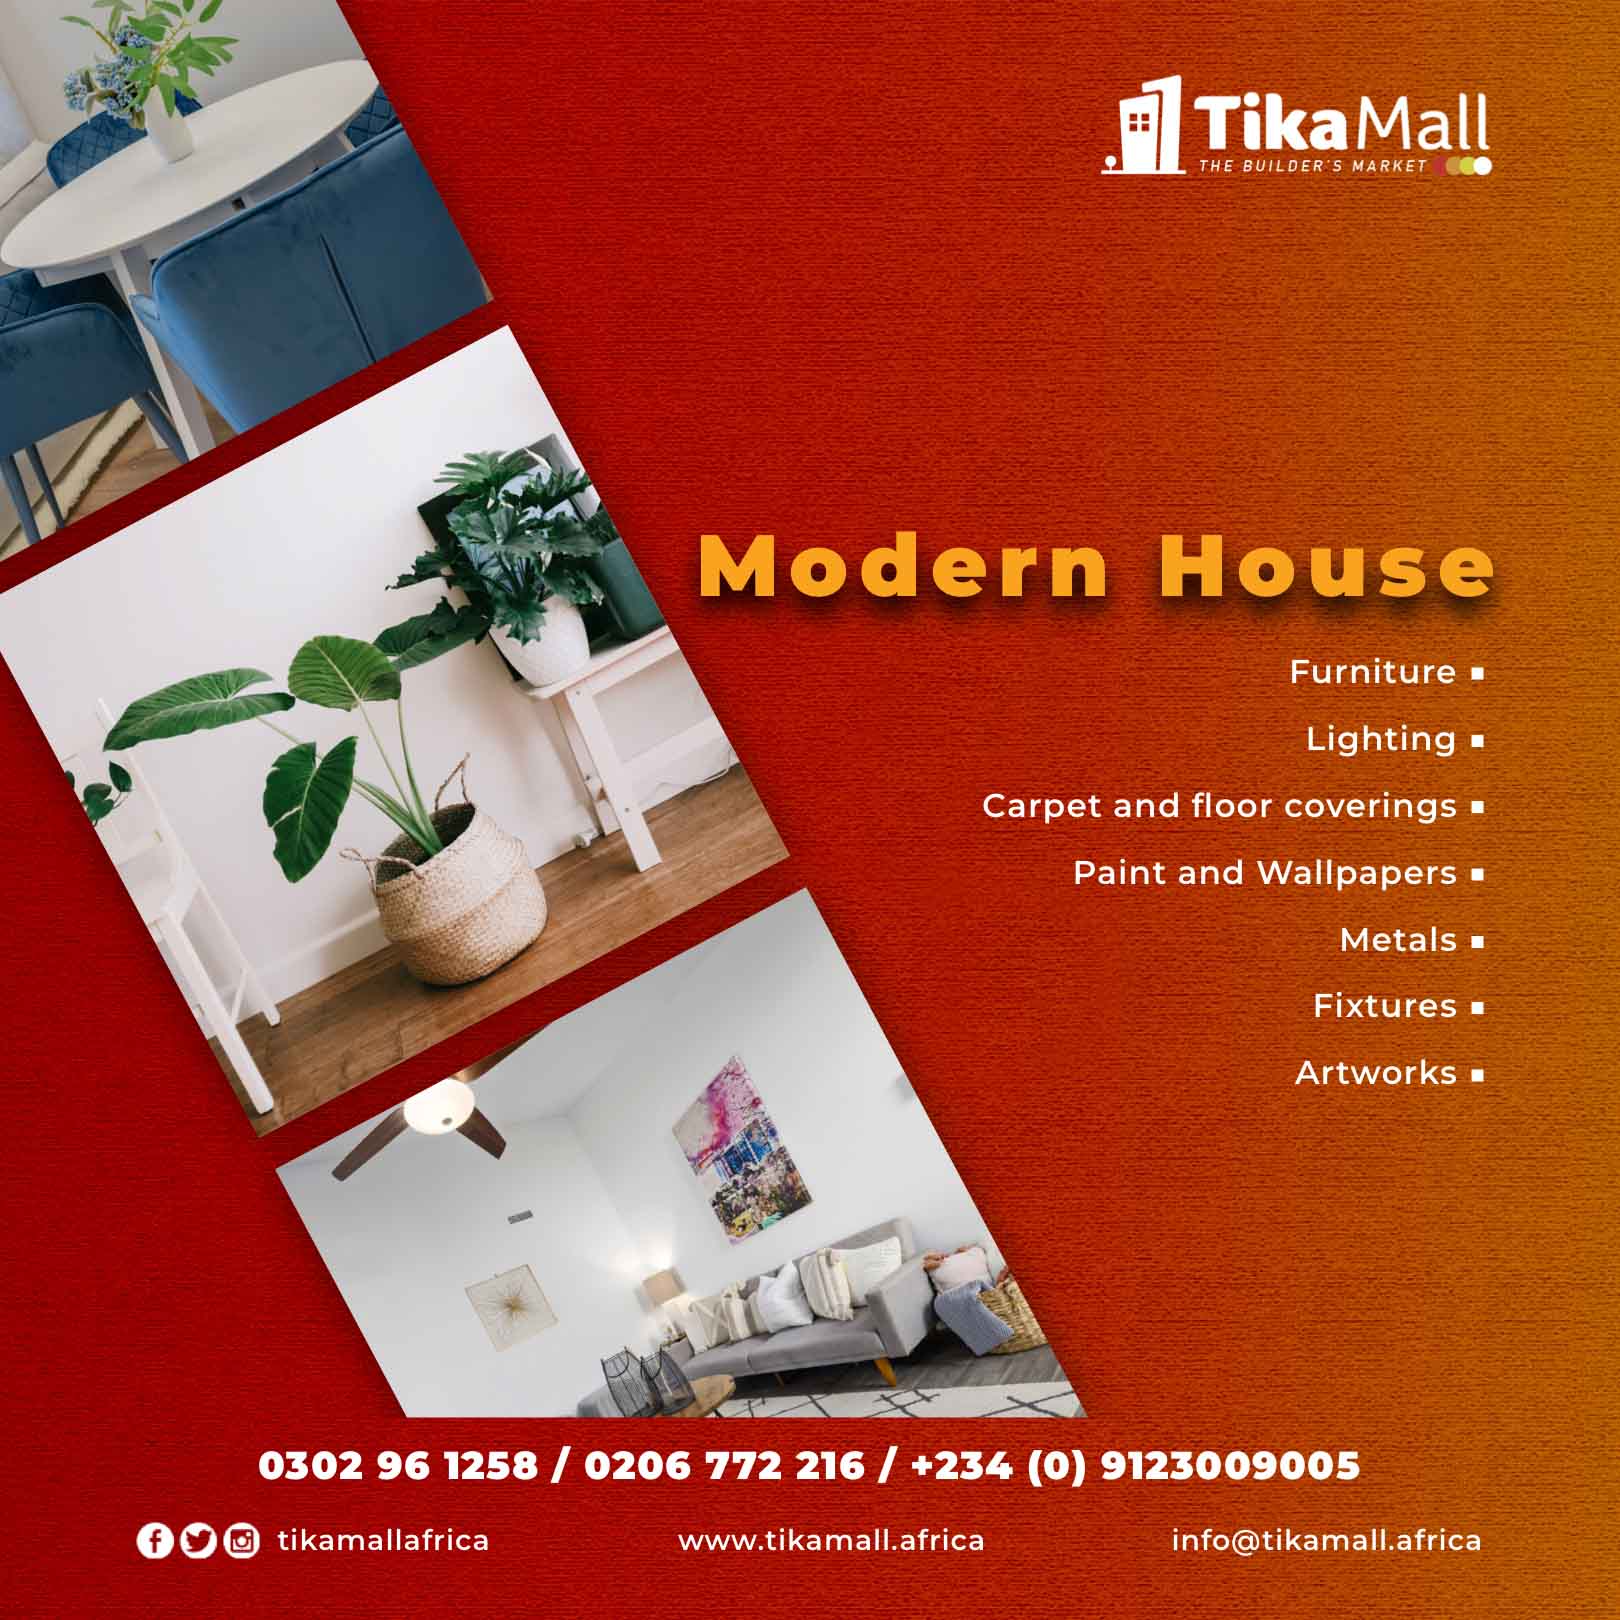 TikaMall
THE BUILDER'S MARKET
Modern House
Furniture
Lighting
Carpet and floor coverings
Paint and Wallpapers
Metals
Fixtures
Artworks
0302 96 1258 / 0206 772 216 / +234 (0) 9123009005
tikamallafrica www.tikamall.africa info@tikamall.africa